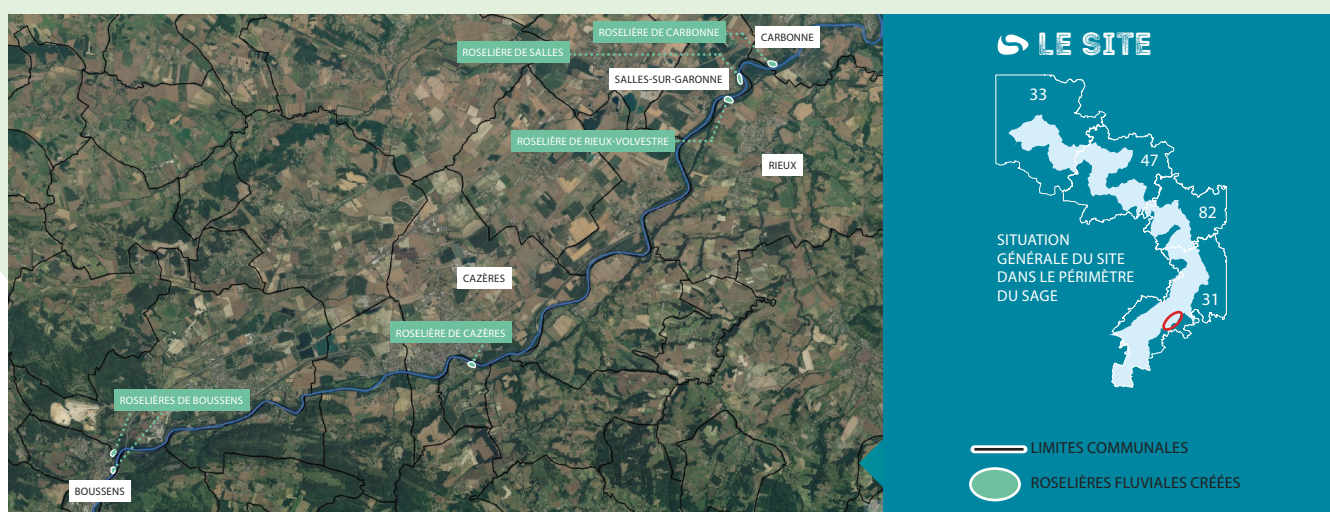 ROSELIÈRE DE CARBONNE
CARBONNE
ROSELIÈRE DE SALLES
SALLES-SUR-GARONNE
ROSELIÈRE DE RIEUX-VOLVESTRE
RIEUX
CAZÈRES
ROSELIÈRE DE CAZÈRES
ROSELIÈRES DE BOUSSENS
BOUSSENS
LE SITE
33
47
82
31
SITUATION
GÉNÉRALE DU SITE
DANS LE PÉRIMÈTRE
DU SAGE
LIMITES COMMUNALES
ROSELIÈRES FLUVIALES CRÉÉES